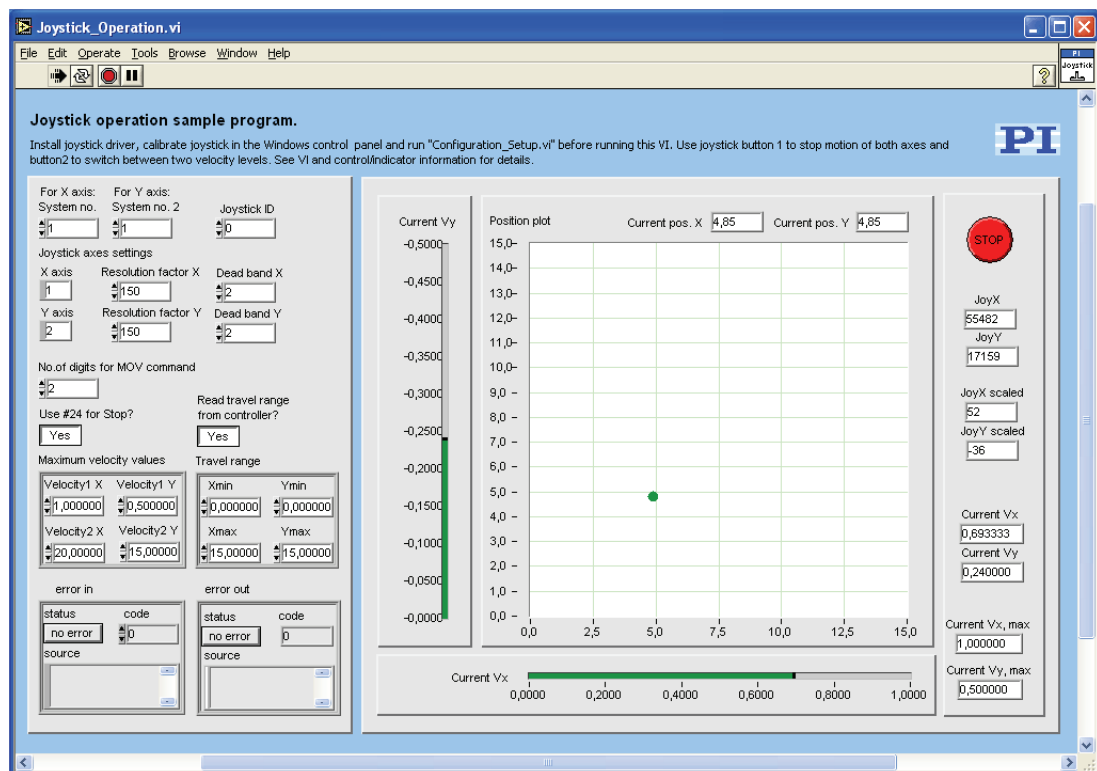 Joystick_Operation.vi
File Edit Operate Tools Browse Window Help
PI
Joystick
Joystick operation sample program.
Install joystick driver, calibrate joystick in the Windows control panel and run "Configuration_Setup.vi" before running this VI. Use joystick button 1 to stop motion of both axes and
button2 to switch between two velocity levels. See VI and control/indicator information for details.
PI
For X axis: For Y axis:
System no. System no. 2 Joystick ID
1 1 0
Joystick axes settings
X axis Resolution factor X Dead band X
1 150 2
Y axis Resolution factor Y Dead band Y
2 150 2
No.of digits for MOV command
2
Use #24 for Stop?
Yes
Read travel range
from controller?
Yes
Maximum velocity values
Velocity1 X Velocity1 Y
1,000000 0,500000
Velocity2 X Velocity2 Y
20,00000 15,00000
Travel range
Xmin Ymin
0,000000 0,000000
Xmax Ymax
15,00000 15,00000
error in
status code
no error 0
source
error out
status code
no error 0
source
Current Vy
-0,5000
-0,4500
-0,4000
-0,3500
-0,3000
-0,2500
-0,2000
-0,1500
-0,1000
-0,0500
-0,0000
Position plot Current pos. X 4,85 Current pos. Y 4,85
15,0
14,0
13,0
12,0
11,0
10,0
9,0
8,0
7,0
6,0
5,0
4,0
3,0
2,0
1,0
0,0
0,0 2,5 5,0 7,5 10,0 12,5 15,0
Current Vx
0,0000 0,2000 0,4000 0,6000 0,8000 1,0000
STOP
JoyX
55482
JoyY
17159
JoyX scaled
52
JoyY scaled
-36
Current Vx
0,693333
Current Vy
0,240000
Current Vx, max
1,000000
Current Vy, max
0,500000